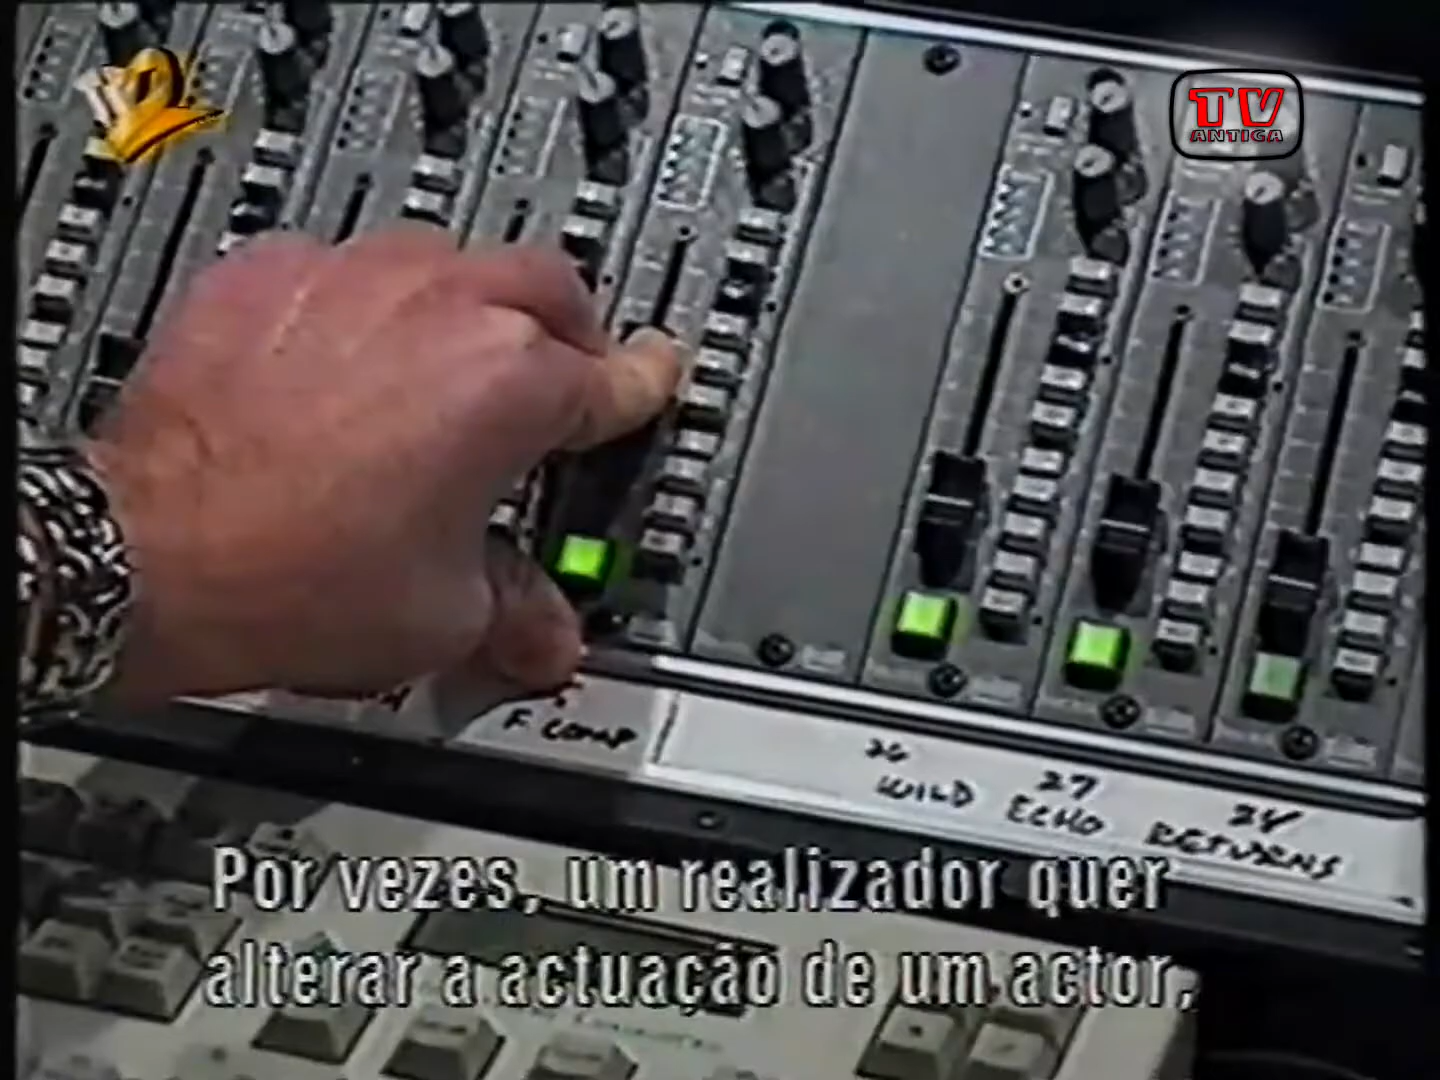 TV
ANTIGA
F. COMP
26 27 28
WILD ECHO RETURNS
Por vezes, um realizador quer
alterar a actuação de um actor,